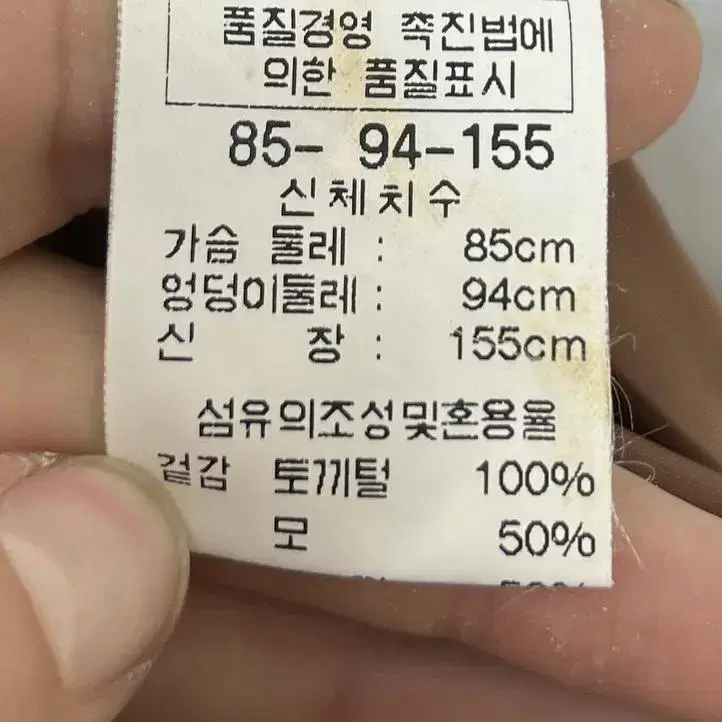 품질경영 촉진법에
의한 품질표시
85- 94-155
신체치수
가슴 둘레 : 85cm
엉덩이둘레 : 94cm
신 장 : 155cm
섬유의조성및혼용율
겉감 토끼털 100%
모 50%